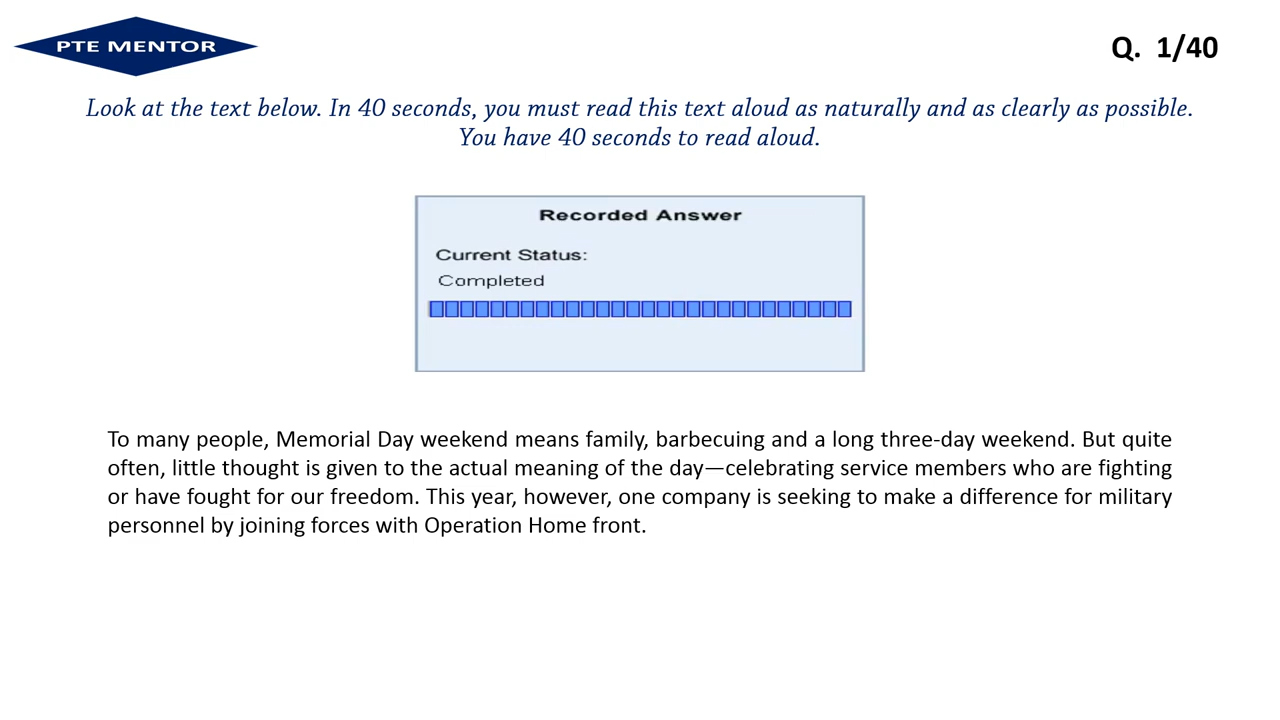 PTE MENTOR
Q. 1/40
Look at the text below. In 40 seconds, you must read this text aloud as naturally and as clearly as possible.
You have 40 seconds to read aloud.
Recorded Answer
Current Status:
Completed
To many people, Memorial Day weekend means family, barbecuing and a long three-day weekend. But quite
often, little thought is given to the actual meaning of the day—celebrating service members who are fighting
or have fought for our freedom. This year, however, one company is seeking to make a difference for military
personnel by joining forces with Operation Home front.